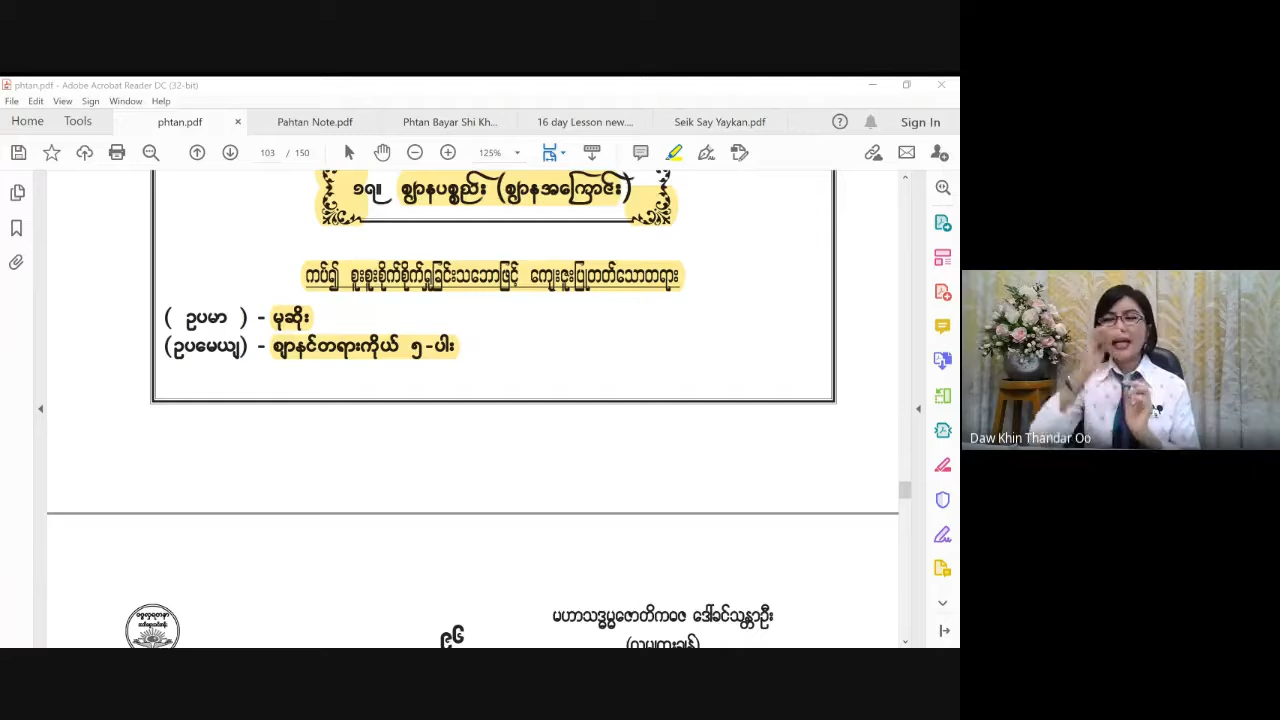 phtan.pdf - Adobe Acrobat Reader DC (32-bit)
File Edit View Sign Window Help
Home Tools phtan.pdf × Pahtan Note.pdf Phtan Bayar Shi Kh... 16 day Lesson new.... Seik Say Yaykan.pdf Sign In
103 / 150 125%
၁၇။ ဈာနပစ္စည်း (ဈာနအကြောင်း)
ကပ်၍ စူးစူးစိုက်စိုက်ရှုခြင်းသဘောဖြင့် ကျေးဇူးပြုတတ်သောတရား
( ဥပမာ ) - မုဆိုး
(ဥပမေယျ) - ဈာနင်တရားကိုယ် ၅-ပါး
Daw Khin Thandar Oo
မဟာသဒ္ဓမ္မဇောတိကဓဇ ဒေါ်ခင်သန္တာဦး
၉၆